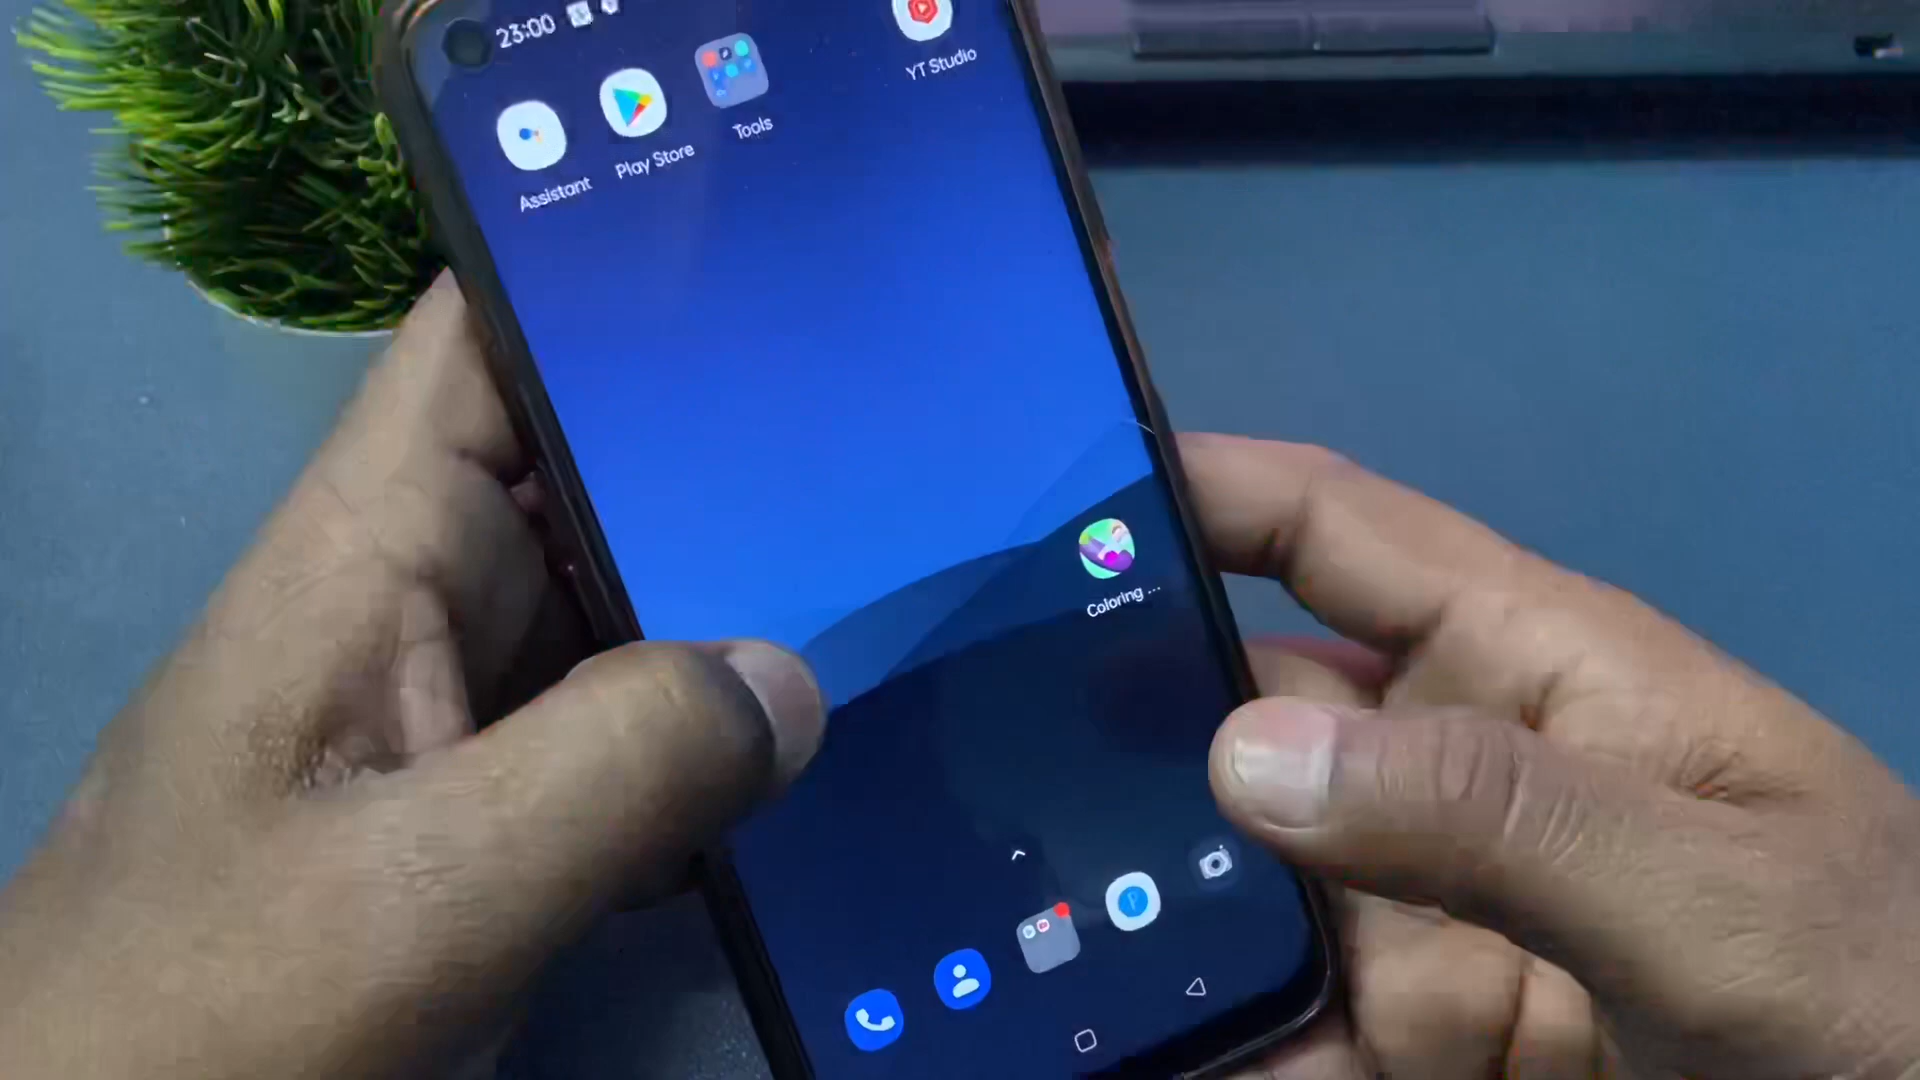 23:00
YT Studio
Tools
Play Store
Assistant
Coloring ...